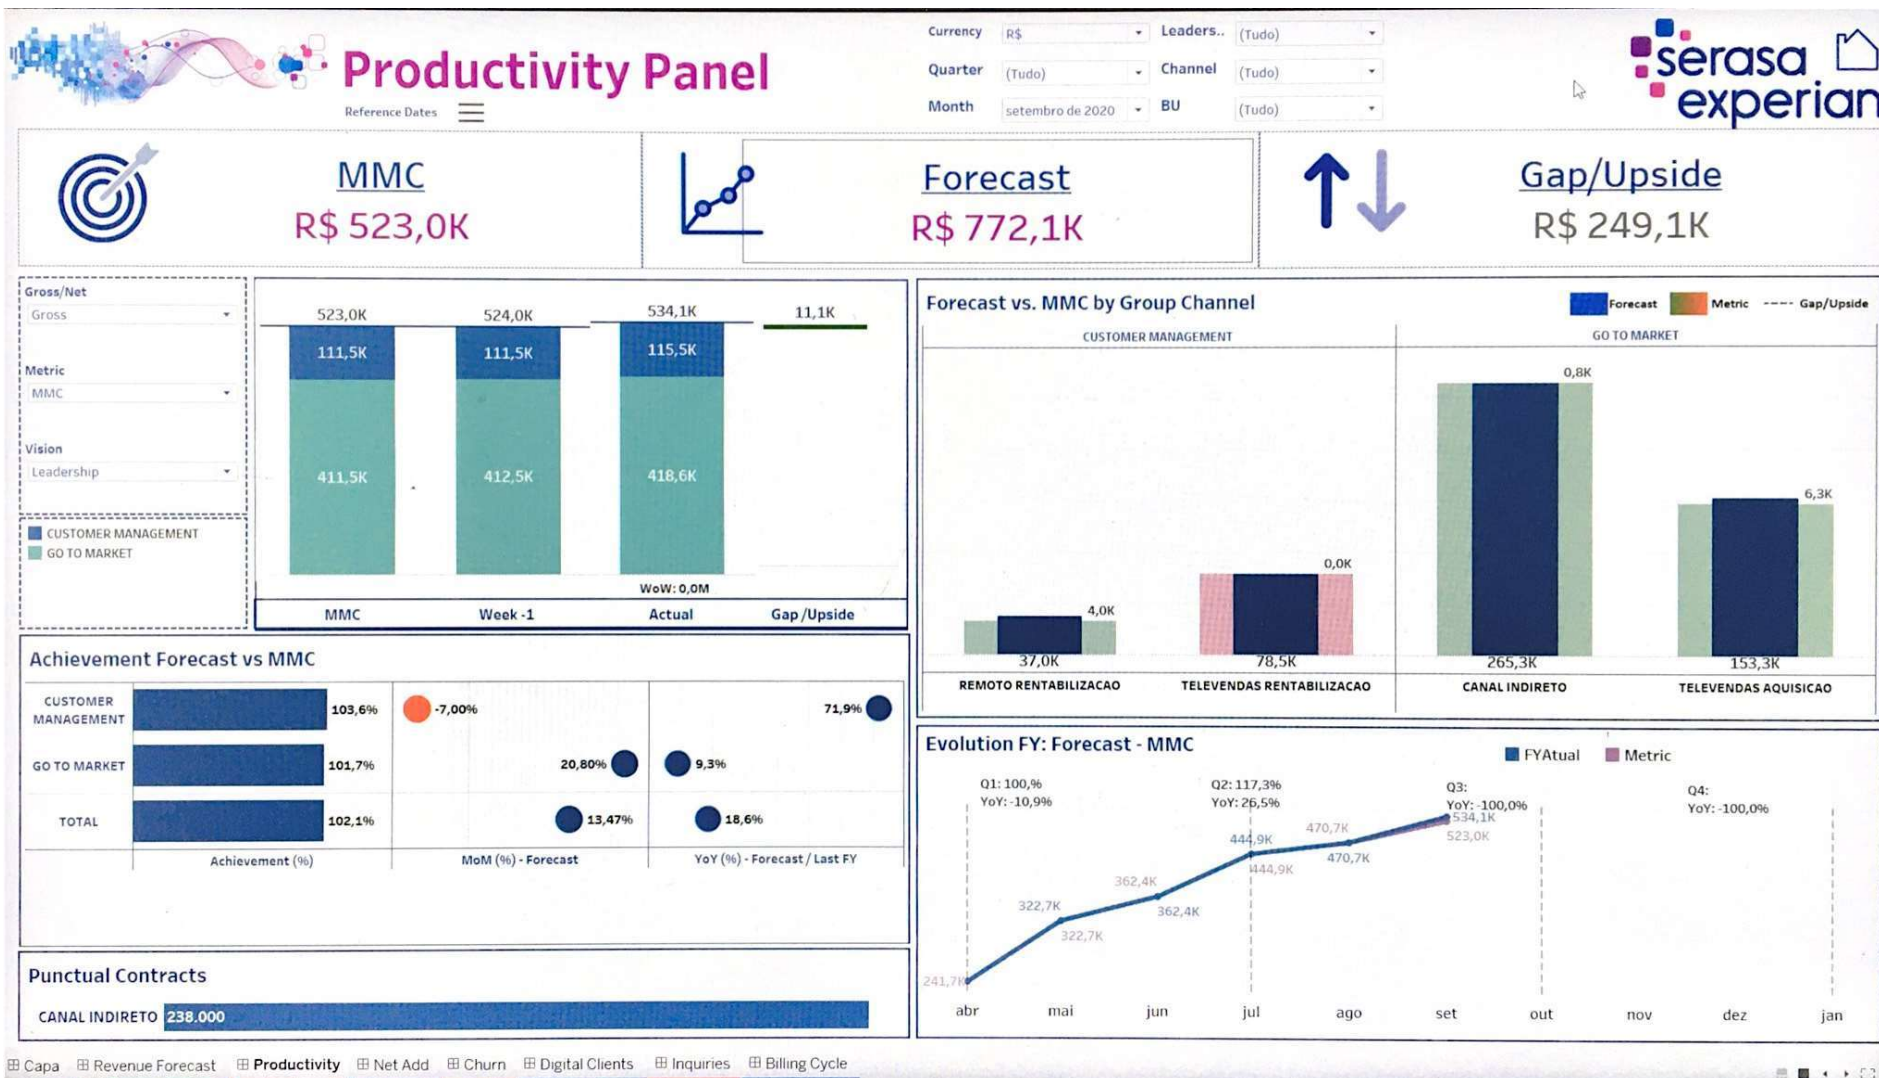 Productivity Panel
Reference Dates
Currency R$
Quarter (Tudo)
Month setembro de 2020
Leaders.. (Tudo)
Channel (Tudo)
BU (Tudo)
serasa
experian
MMC
R$ 523,0K
Forecast
R$ 772,1K
Gap/Upside
R$ 249,1K
Gross/Net
Gross
Metric
MMC
Vision
Leadership
CUSTOMER MANAGEMENT
GO TO MARKET
523,0K 524,0K 534,1K 11,1K
111,5K 111,5K 115,5K
411,5K 412,5K 418,6K
WoW: 0,0M
MMC Week -1 Actual Gap /Upside
Forecast vs. MMC by Group Channel
Forecast Metric Gap/Upside
CUSTOMER MANAGEMENT GO TO MARKET
0,8K
6,3K
0,0K
4,0K
37,0K 78,5K 265,3K 153,3K
REMOTO RENTABILIZACAO TELEVENDAS RENTABILIZACAO CANAL INDIRETO TELEVENDAS AQUISICAO
Achievement Forecast vs MMC
CUSTOMER
MANAGEMENT
103,6% -7,00% 71,9%
GO TO MARKET 101,7% 20,80% 9,3%
TOTAL 102,1% 13,47% 18,6%
Achievement (%) MoM (%) - Forecast YoY (%) - Forecast / Last FY
Evolution FY: Forecast - MMC
FYAtual Metric
Q1: 100,%
YoY: -10,9%
Q2: 117,3%
YoY: 26,5%
Q3:
YoY: -100,0%
Q4:
YoY: -100,0%
534,1K
523,0K
470,7K
470,7K
444,9K
444,9K
362,4K
362,4K
322,7K
322,7K
241,7K
abr mai jun jul ago set out nov dez jan
Punctual Contracts
CANAL INDIRETO 238.000
Capa Revenue Forecast Productivity Net Add Churn Digital Clients Inquiries Billing Cycle